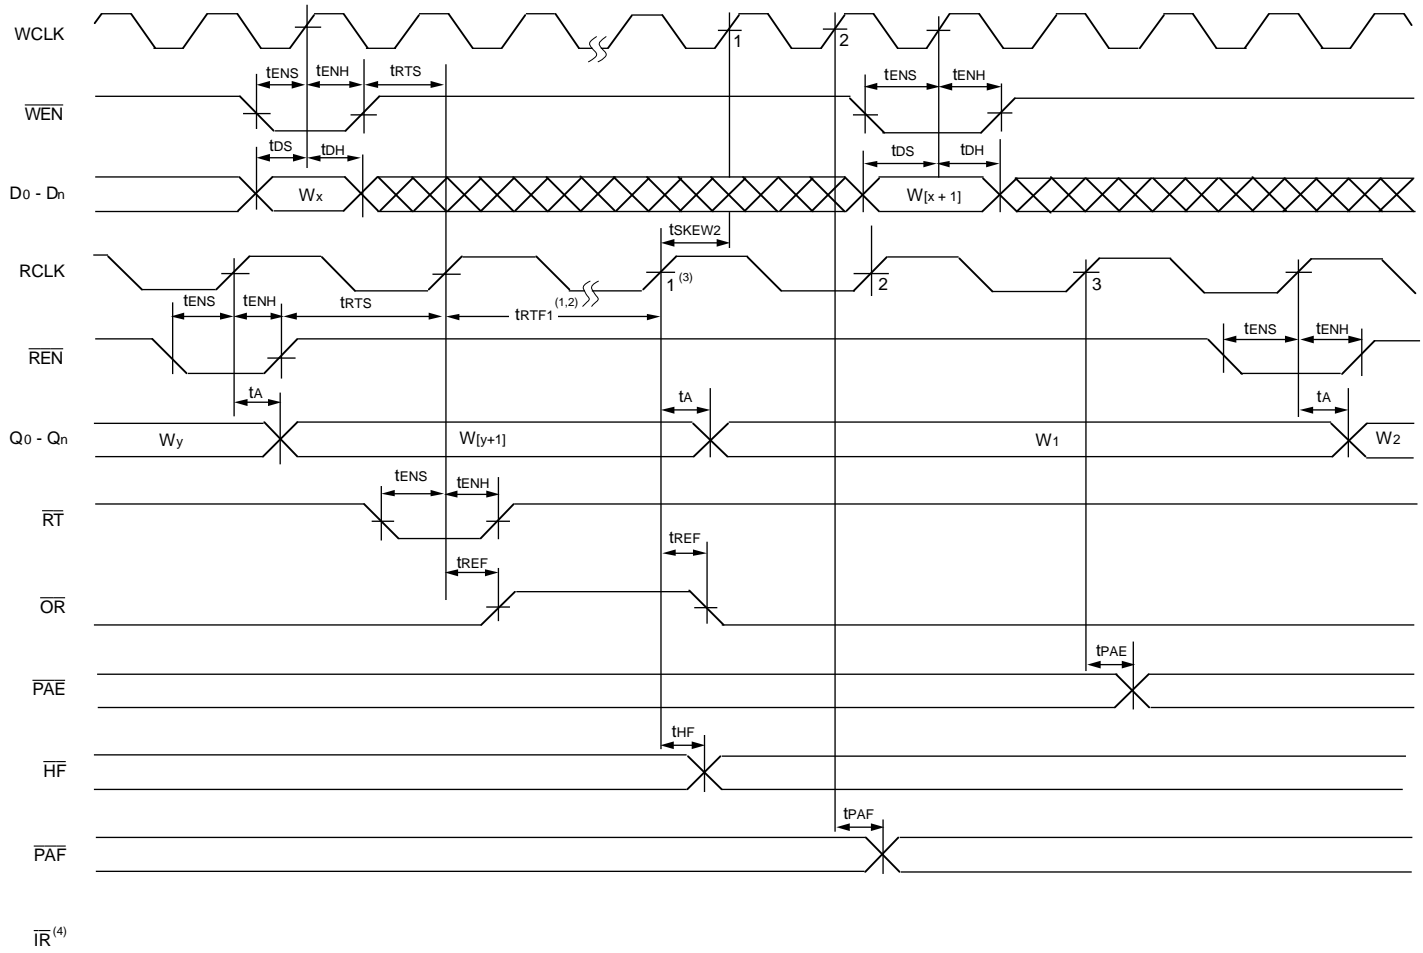 WCLK
1
2
tENS
tENH
tRTS
tENS
tENH
WEN
tDS
tDH
tDS
tDH
D0 - Dn
Wx
W[x + 1]
tSKEW2
RCLK
1 (3)
2
3
tENS
tENH
tRTS
tRTF1 (1,2)
tENS
tENH
REN
tA
tA
tA
Q0 - Qn
Wy
W[y+1]
W1
W2
tENS
tENH
RT
tREF
tREF
OR
tPAE
PAE
tHF
HF
tPAF
PAF
IR (4)